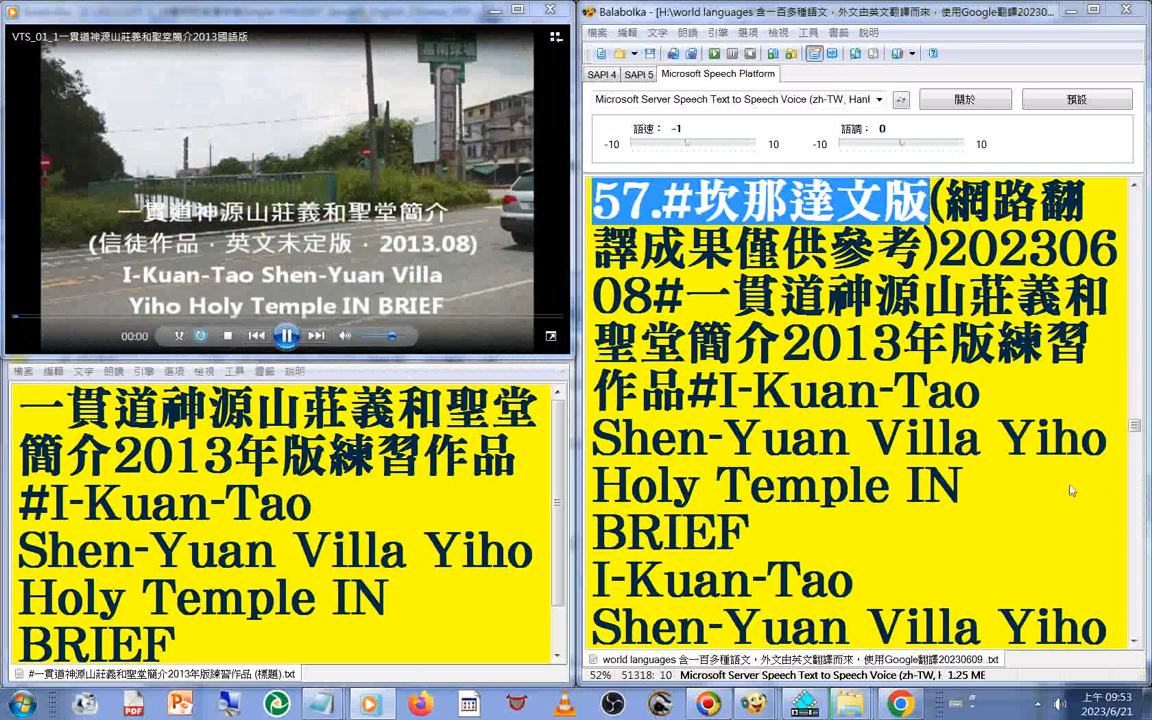 VTS_01_1一貫道神源山莊義和聖堂簡介2013國語版
一貫道神源山莊義和聖堂簡介
(信徒作品．英文未定版．2013.08)
I-Kuan-Tao Shen-Yuan Villa
Yiho Holy Temple IN BRIEF
00:00
檔案 編輯 文字 朗讀 引擎 選項 檢視 工具 書籤 說明
一貫道神源山莊義和聖堂
簡介2013年版練習作品
#I-Kuan-Tao
Shen-Yuan Villa Yiho
Holy Temple IN
BRIEF
#一貫道神源山莊義和聖堂簡介2013年版練習作品 (標題).txt
Balabolka - [H:\world languages 含一百多種語文，外文由英文翻譯而來，使用Google翻譯202306090...
檔案 編輯 文字 朗讀 引擎 選項 檢視 工具 書籤 說明
SAPI 4 SAPI 5 Microsoft Speech Platform
Microsoft Server Speech Text to Speech Voice (zh-TW, Hanl
關於 預設
語速： -1 語調： 0
-10 10 -10 10
57.#坎那達文版(網路翻
譯成果僅供參考)202306
08#一貫道神源山莊義和
聖堂簡介2013年版練習
作品#I-Kuan-Tao
Shen-Yuan Villa Yiho
Holy Temple IN
BRIEF
I-Kuan-Tao
Shen-Yuan Villa Yiho
world languages 含一百多種語文，外文由英文翻譯而來，使用Google翻譯20230609 .txt
52% 51318: 10 Microsoft Server Speech Text to Speech Voice (zh-TW, H 1.25 ME
上午 09:53
2023/6/21